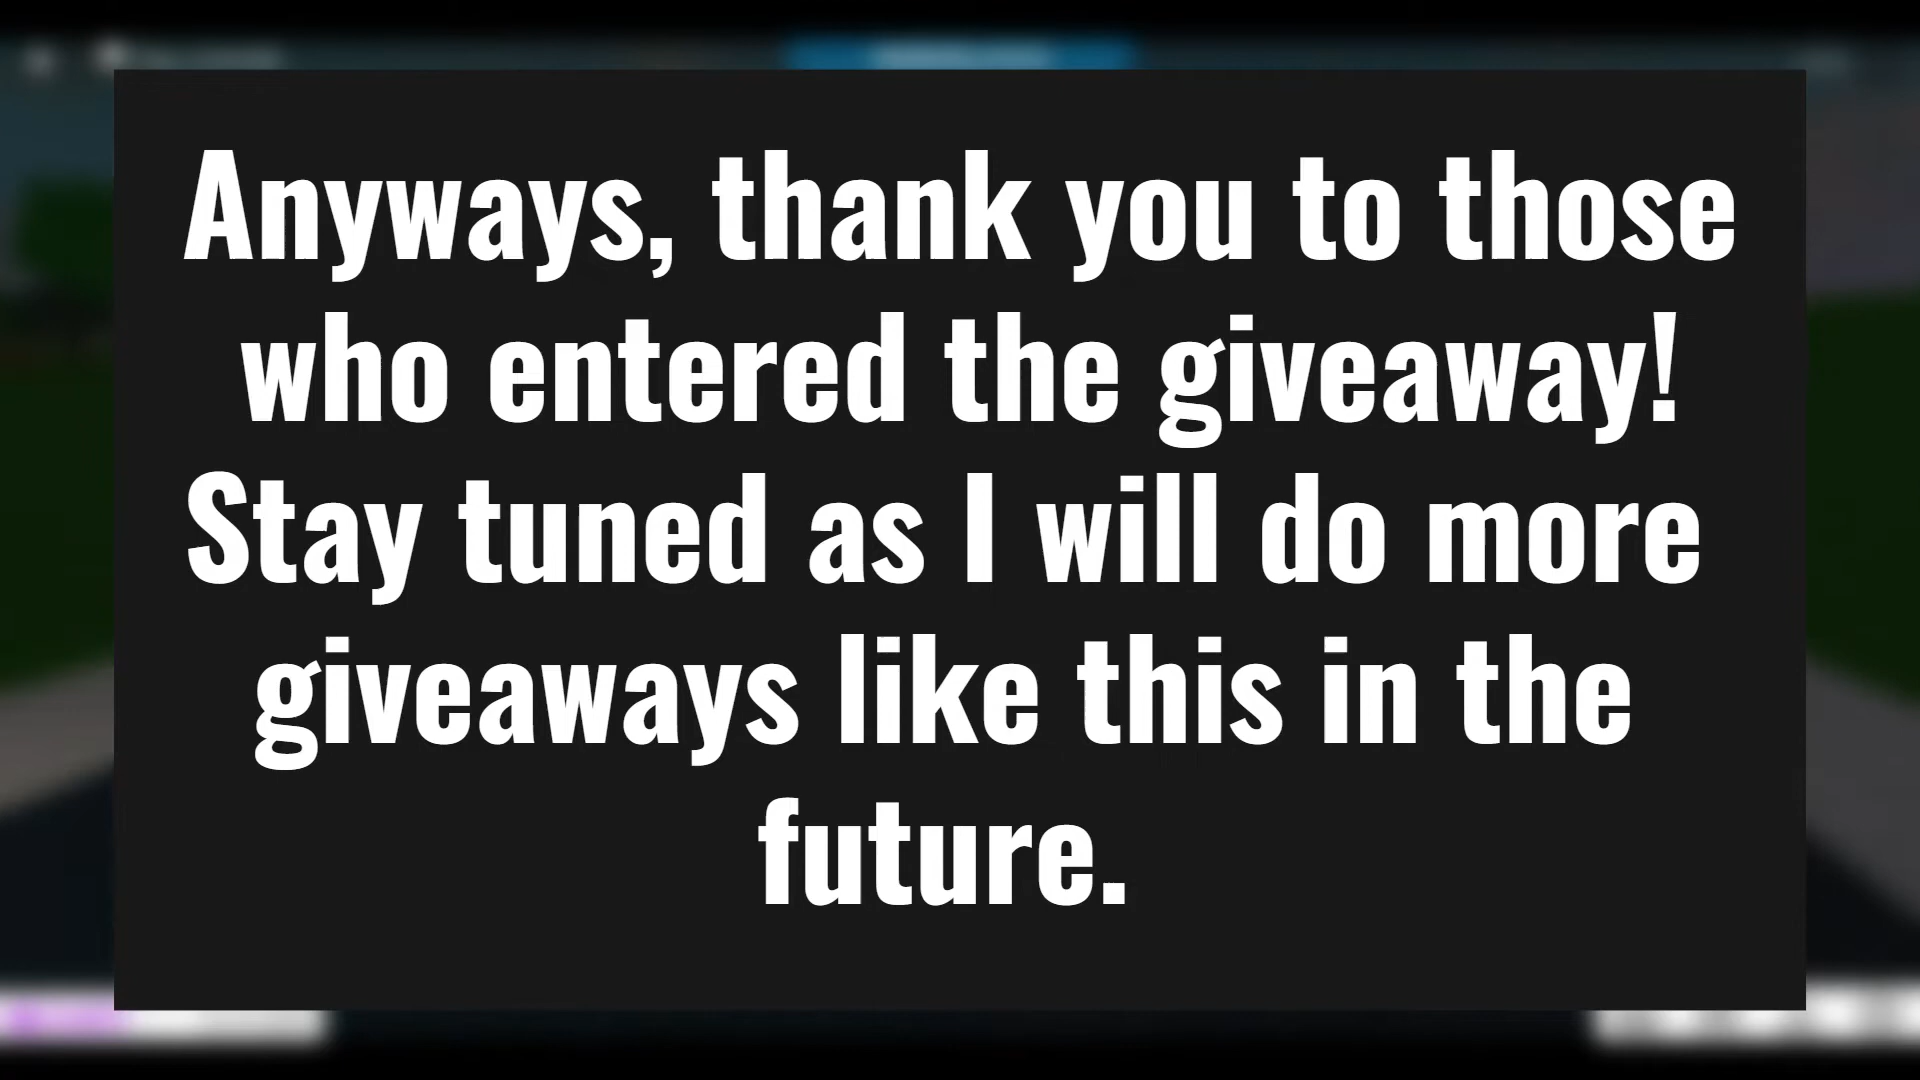 Anyways, thank you to those
who entered the giveaway!
Stay tuned as I will do more
giveaways like this in the
future.